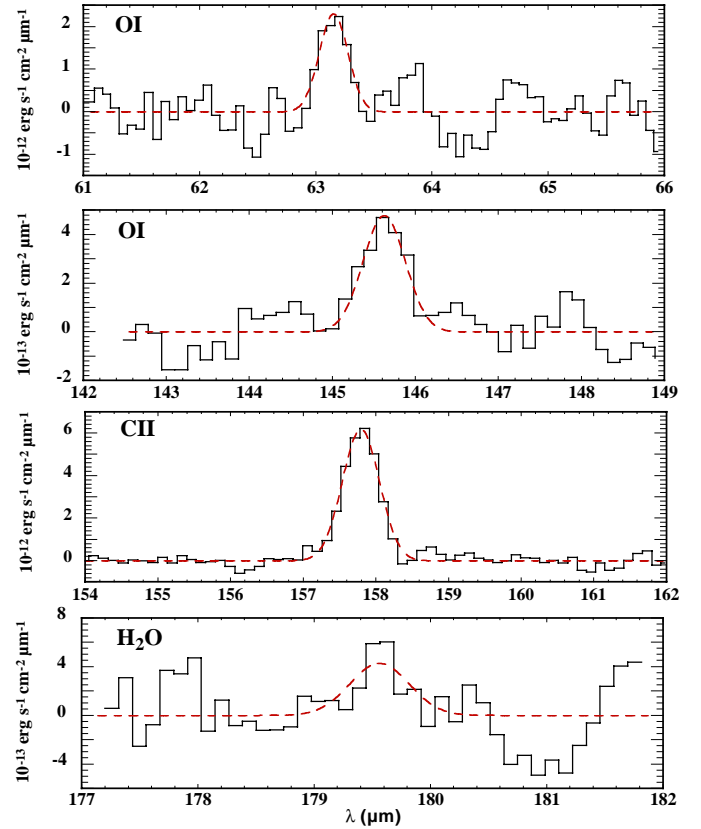 OI
2
1
0
-1
10⁻¹² erg s⁻¹ cm⁻² µm⁻¹
61 62 63 64 65 66
OI
4
2
0
-2
10⁻¹³ erg s⁻¹ cm⁻² µm⁻¹
142 143 144 145 146 147 148 149
CII
6
4
2
0
10⁻¹² erg s⁻¹ cm⁻² µm⁻¹
154 155 156 157 158 159 160 161 162
H₂O
8
4
0
-4
10⁻¹³ erg s⁻¹ cm⁻² µm⁻¹
177 178 179 180 181 182
λ (µm)